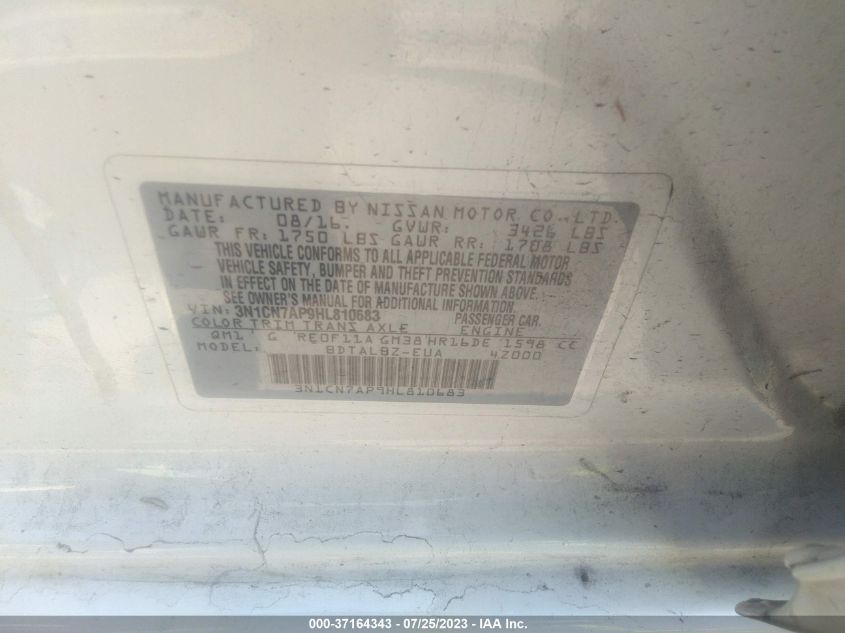 MANUFACTURED BY NISSAN MOTOR CO., LTD.
DATE: 08/16. GVWR: 3426 LBS
GAWR FR: 1750 LBS GAWR RR: 1708 LBS
THIS VEHICLE CONFORMS TO ALL APPLICABLE FEDERAL MOTOR
VEHICLE SAFETY, BUMPER AND THEFT PREVENTION STANDARDS
IN EFFECT ON THE DATE OF MANUFACTURE SHOWN ABOVE.
SEE OWNER'S MANUAL FOR ADDITIONAL INFORMATION.
VIN: 3N1CN7AP9HL810683 PASSENGER CAR.
COLOR TRIM TRANS AXLE ENGINE
QM1 G RE0F11A GM38 HR16DE 1598 CC
MODEL: BDTALBZ-EUA 4Z000
3N1CN7AP9HL810683
000-37164343 / 07/25/2023 - IAA Inc.